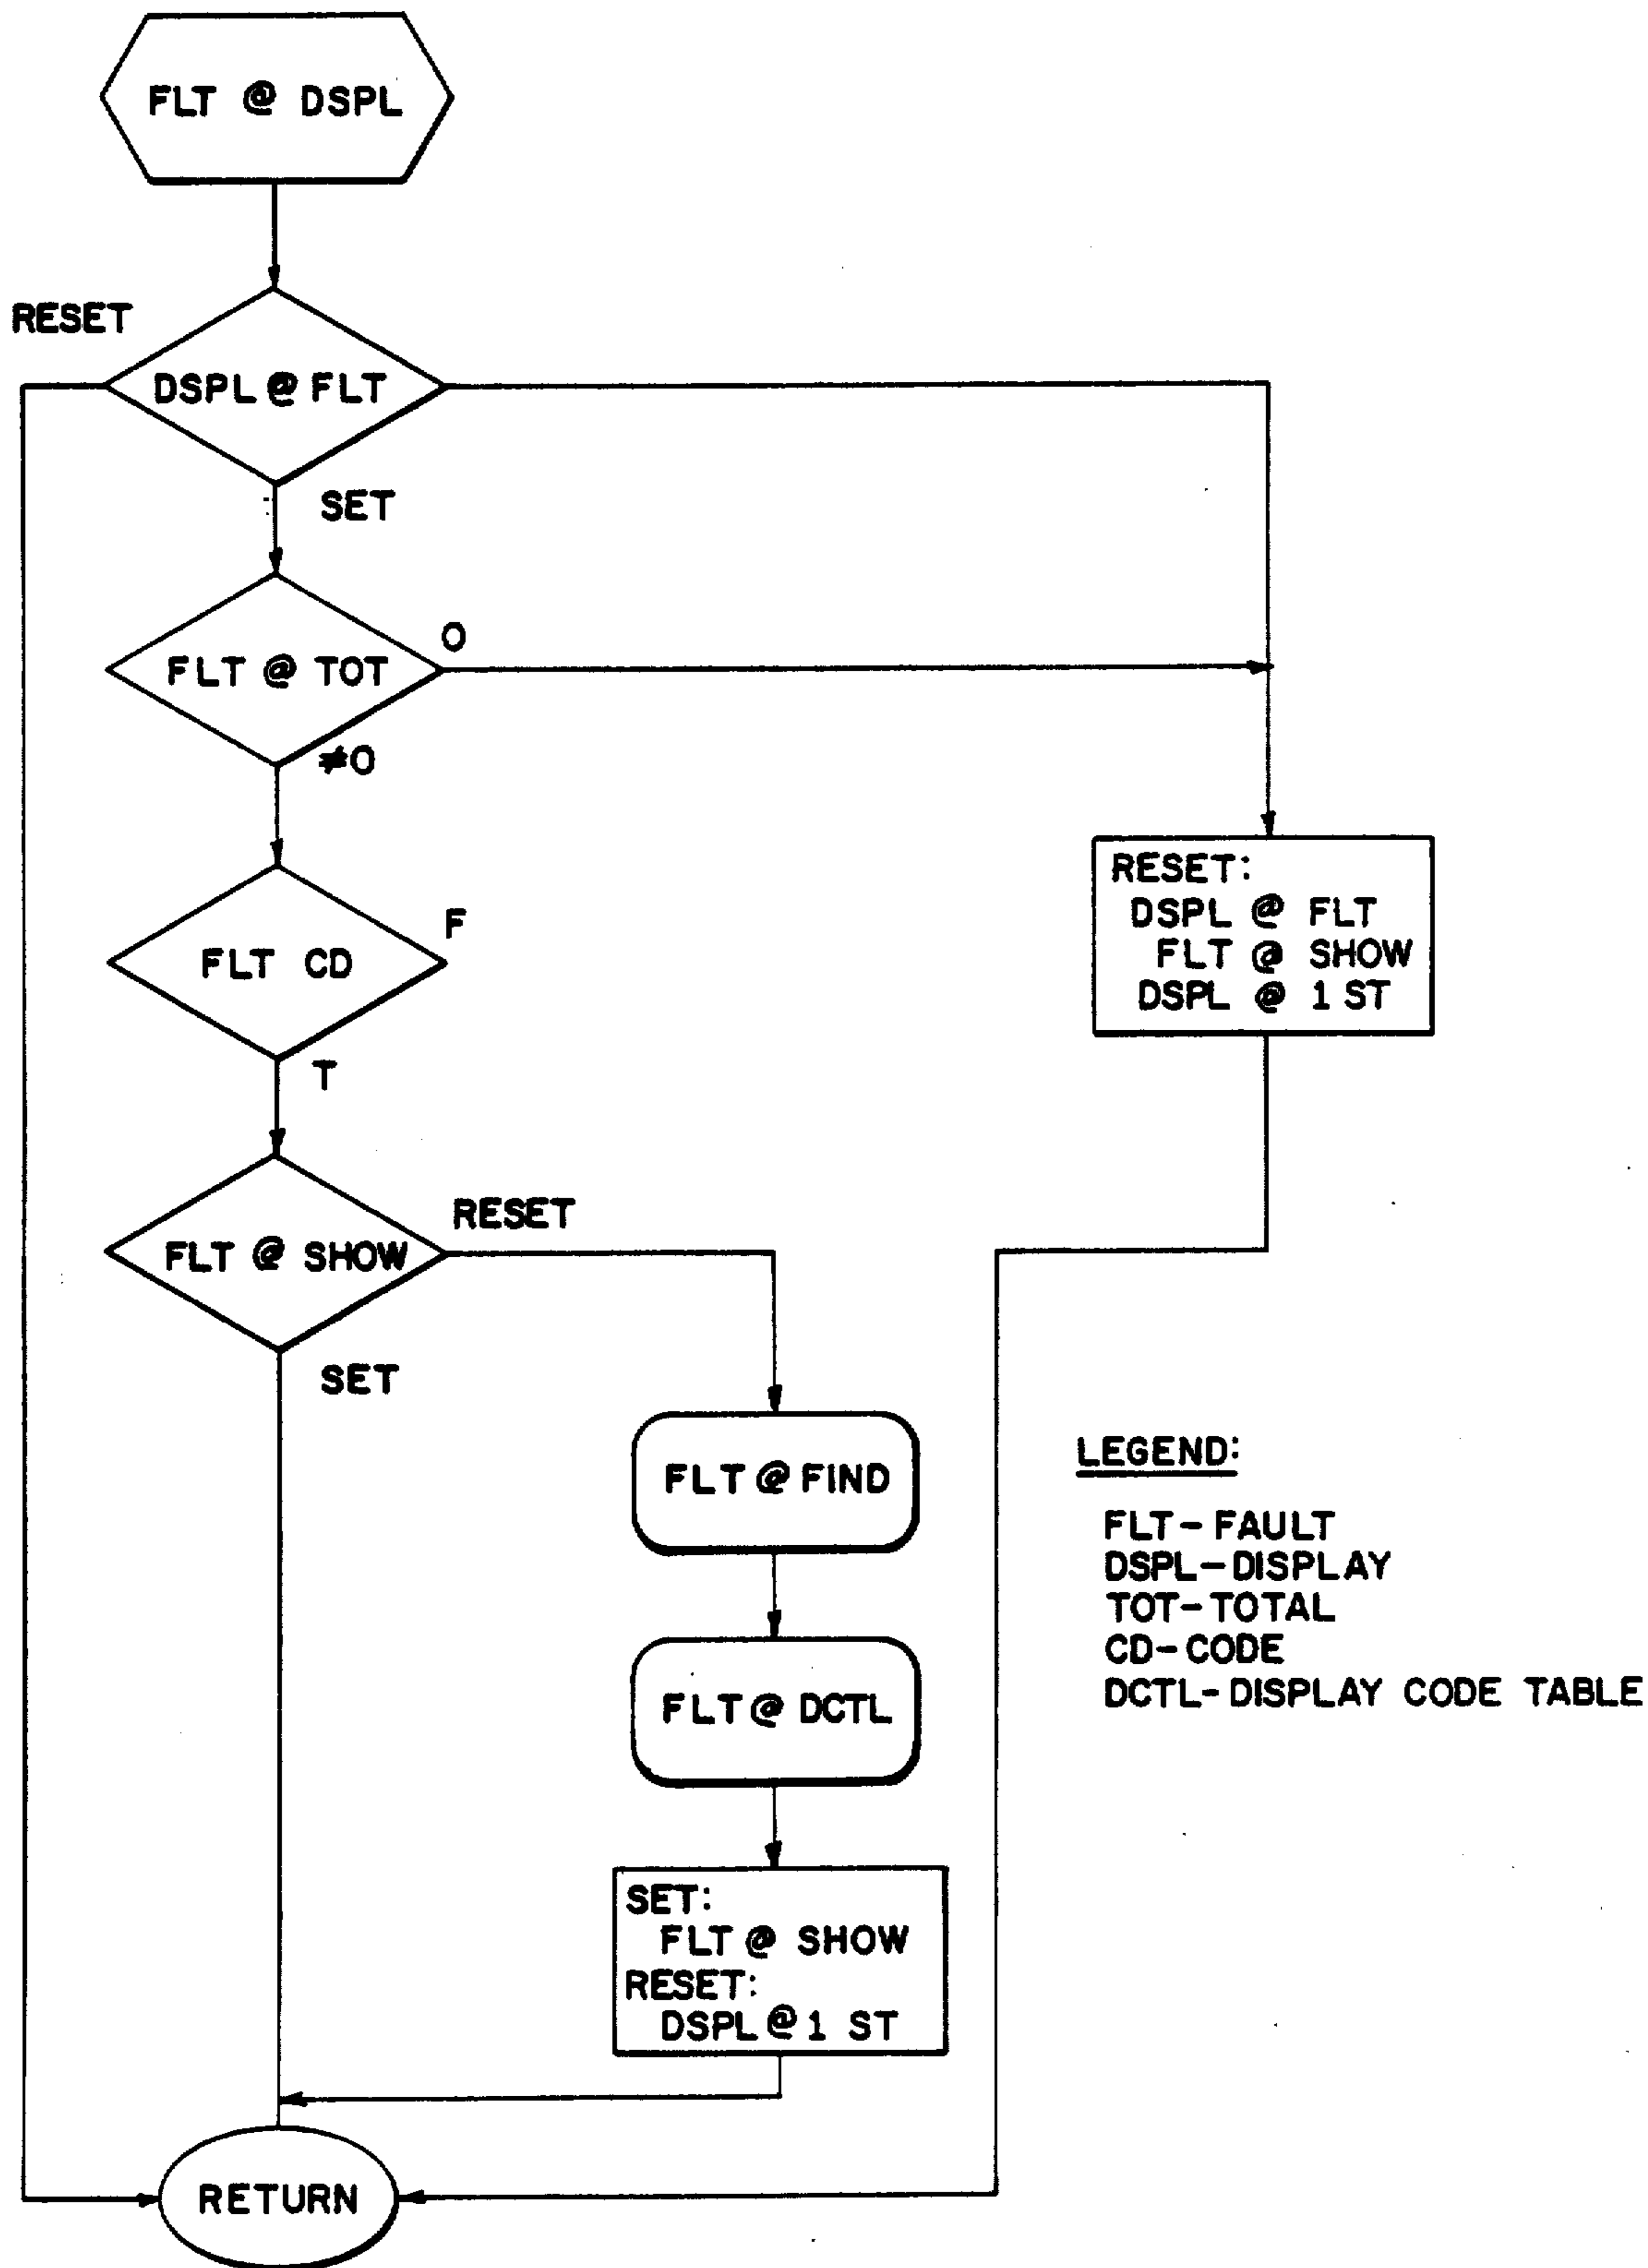 FLT @ DSPL
RESET
DSPL @ FLT
SET
FLT @ TOT
O
≠O
FLT CD
F
T
RESET:
DSPL @ FLT
FLT @ SHOW
DSPL @ 1 ST
FLT @ SHOW
RESET
SET
FLT @ FIND
FLT @ DCTL
SET:
FLT @ SHOW
RESET:
DSPL @ 1 ST
RETURN
LEGEND:
FLT - FAULT
DSPL - DISPLAY
TOT - TOTAL
CD - CODE
DCTL - DISPLAY CODE TABLE